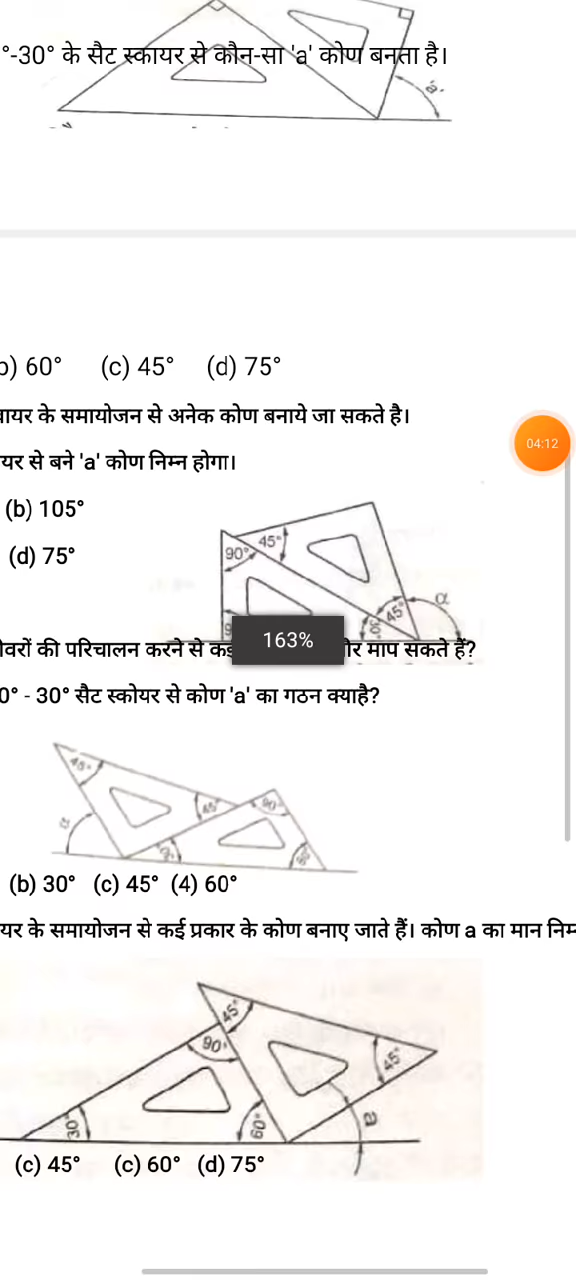 °-30° के सैट स्कायर से कौन-सा 'a' कोण बनता है।
'a'
b) 60° (c) 45° (d) 75°
वायर के समायोजन से अनेक कोण बनाये जा सकते है।
यर से बने 'a' कोण निम्न होगा।
04:12
(b) 105°
(d) 75°
90° 45°
30° 45° α
163%
ोवरों की परिचालन करने से कइ ोर माप सकते हैं?
0° - 30° सैट स्कोयर से कोण 'a' का गठन क्याहै?
45° 45° 90°
α
(b) 30° (c) 45° (4) 60°
यर के समायोजन से कई प्रकार के कोण बनाए जाते हैं। कोण a का मान निम
45°
90° 45°
30° 60° a
(c) 45° (c) 60° (d) 75°